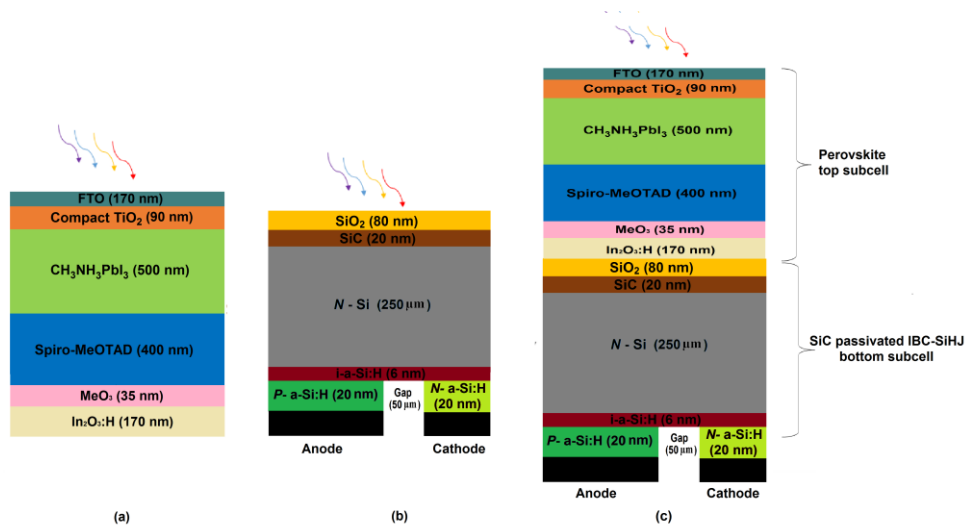 FTO (170 nm)
Compact TiO₂ (90 nm)
CH₃NH₃PbI₃ (500 nm)
Spiro-MeOTAD (400 nm)
MeO₃ (35 nm)
In₂O₃:H (170 nm)
(a)
SiO₂ (80 nm)
SiC (20 nm)
N - Si (250 μm)
i-a-Si:H (6 nm)
P- a-Si:H (20 nm)
Gap
(50 μm)
N- a-Si:H
(20 nm)
Anode
Cathode
(b)
FTO (170 nm)
Compact TiO₂ (90 nm)
CH₃NH₃PbI₃ (500 nm)
Spiro-MeOTAD (400 nm)
MeO₃ (35 nm)
In₂O₃:H (170 nm)
SiO₂ (80 nm)
SiC (20 nm)
N - Si (250 μm)
i-a-Si:H (6 nm)
P- a-Si:H (20 nm)
Gap
(50 μm)
N- a-Si:H
(20 nm)
Anode
Cathode
(c)
Perovskite
top subcell
SiC passivated IBC-SiHJ
bottom subcell